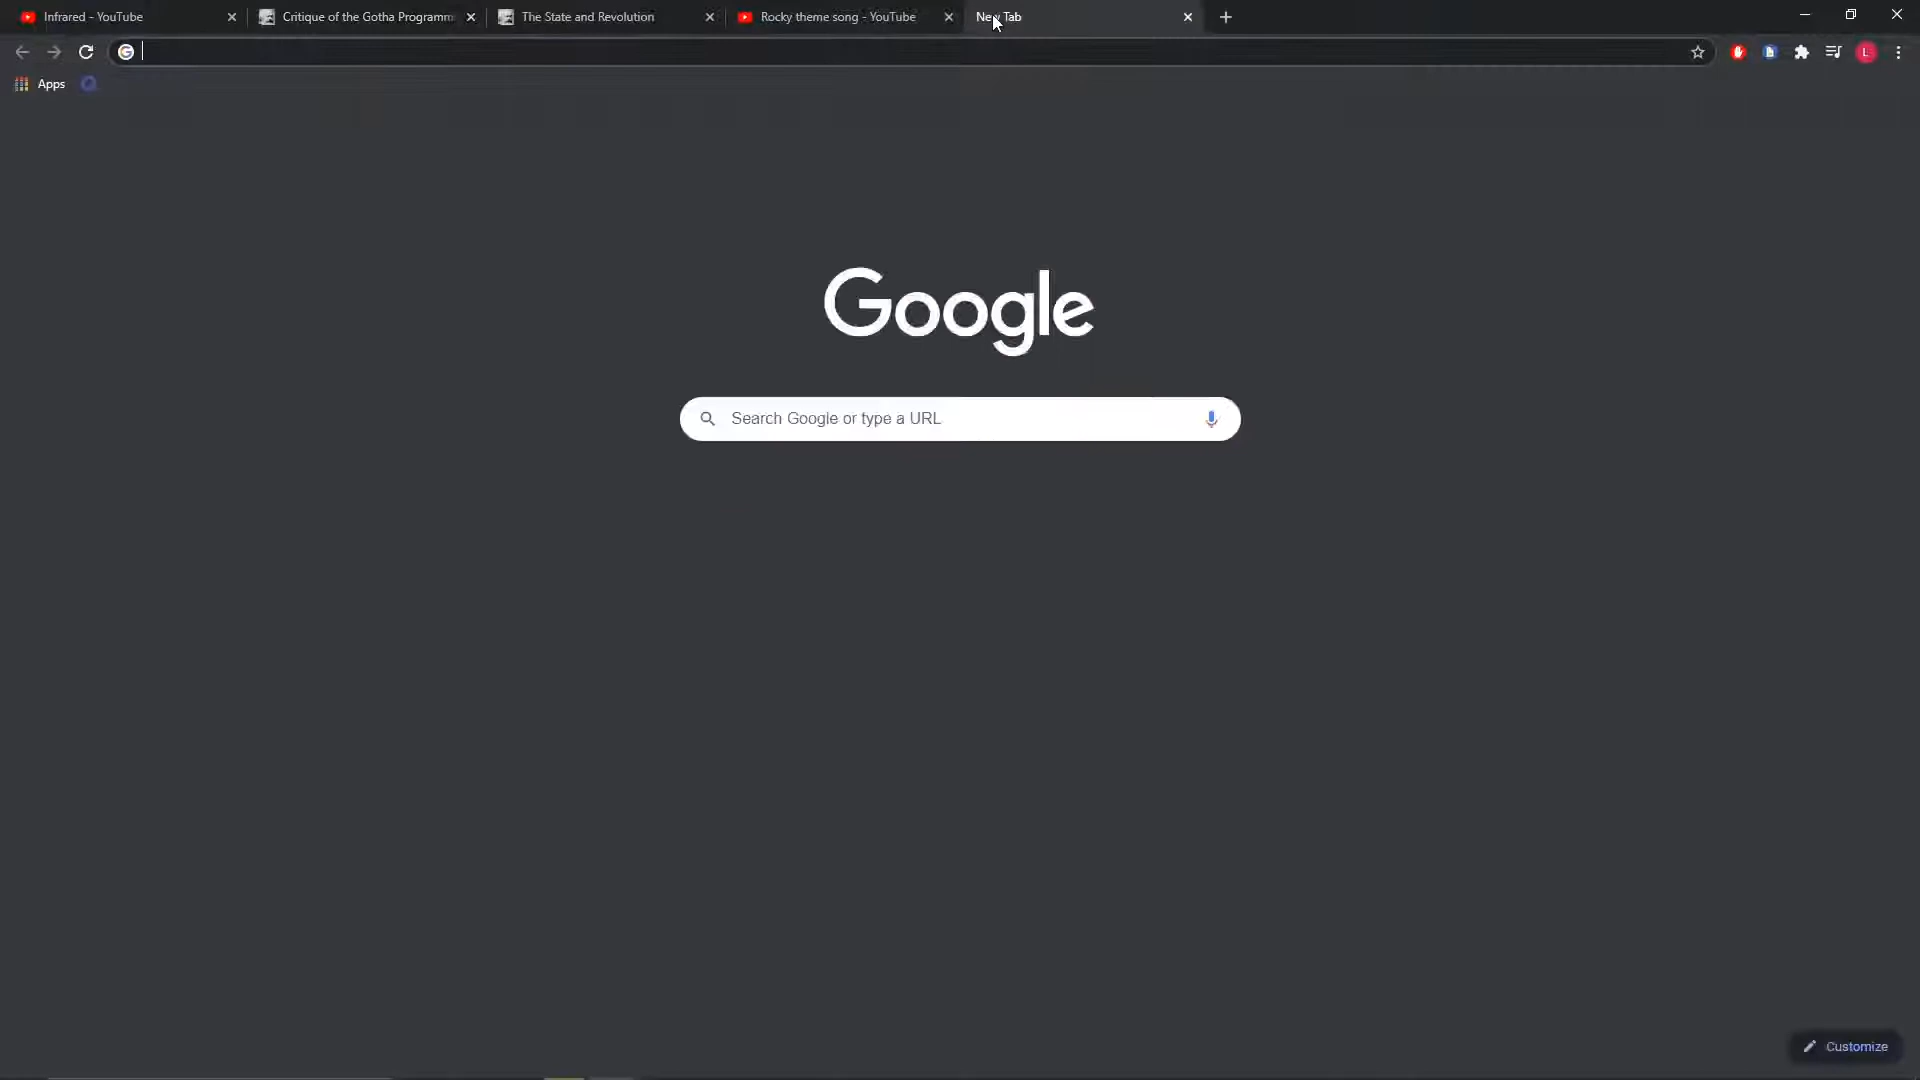 Infrared - YouTube
Critique of the Gotha Programm
The State and Revolution
Rocky theme song - YouTube
New Tab
Apps
Google
Search Google or type a URL
L
Customize